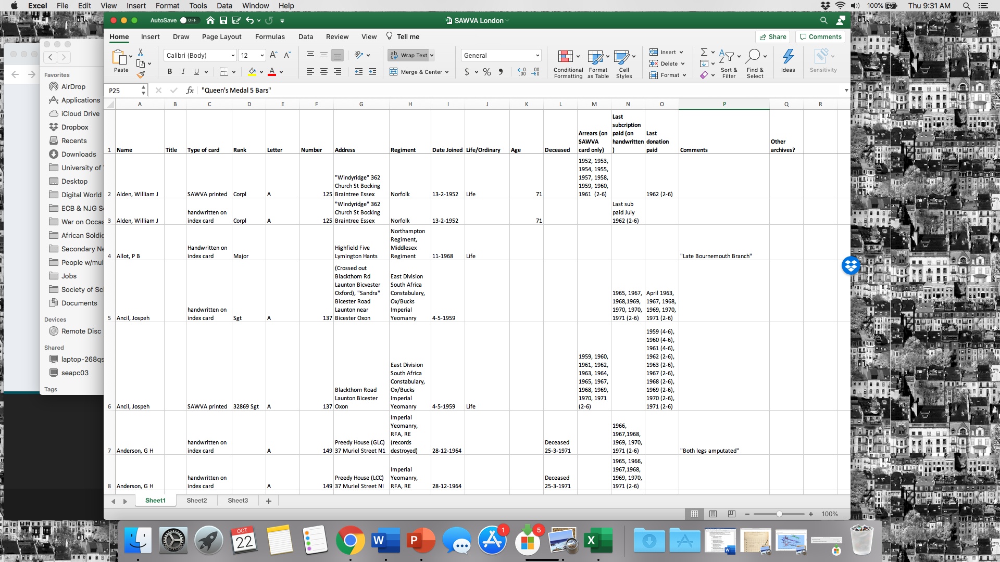 Excel File Edit View Insert Format Tools Data Window Help 100% Thu 9:31 AM
AutoSave OFF SAWVA London
Home Insert Draw Page Layout Formulas Data Review View Tell me Share Comments
Paste Calibri (Body) 12 Wrap Text General Insert
B I U Merge & Center $ % Conditional Formatting Format as Table Cell Styles Delete Format Sort & Filter Find & Select Ideas Sensitivity
P25 fx "Queen's Medal 5 Bars"
Favorites
AirDrop
Applications
iCloud Drive
Dropbox
Recents
Downloads
University of
Desktop
Digital World
ECB & NJG S
War on Occas
African Soldie
Secondary Ne
People w/mul
Jobs
Society of Sc
Documents
Devices
Remote Disc
Shared
laptop-268qs
seapc03
Tags
A B C D E F G H I J K L M N O P Q R
1 Name Title Type of card Rank Letter Number Address Regiment Date Joined Life/Ordinary Age Deceased Arrears (on SAWVA card only) Last subcription paid (on handwritten ) Last donation paid Comments Other archives?
2 Alden, William J SAWVA printed Corpl A 125 "Windyridge" 362 Church St Bocking Braintree Essex Norfolk 13-2-1952 Life 71 1952, 1953, 1954, 1955, 1957, 1958, 1959, 1960, 1961 (2-6) 1962 (2-6)
3 Alden, William J handwritten on index card Corpl A 125 "Windyridge" 362 Church St Bocking Braintree Essex Norfolk 13-2-1952 71 Last sub paid July 1962 (2-6)
4 Allot, P B Handwritten on index card Major Highfield Five Lymington Hants Northampton Regiment, Middlesex Regiment 11-1968 Life "Late Bournemouth Branch"
5 Ancil, Jospeh handwritten on index card Sgt A 137 (Crossed out Blackthorn Rd Launton Bicvester Oxford), "Sandra" Bicester Road Launton near Bicester Oxon East Division South Africa Constabulary, Ox/Bucks Imperial Yeomanry 4-5-1959 1965, 1967, 1968,1969, 1970, 1970, 1971 (2-6) April 1963, 1967, 1968, 1969, 1970, 1971 (2-6)
6 Ancil, Jospeh SAWVA printed 32869 Sgt A 137 Blackthorn Road Launton Bicester Oxon East Division South Africa Constabulary, Ox/Bucks Imperial Yeomanry 4-5-1959 Life 1959, 1960, 1961, 1962, 1963, 1964, 1965, 1967, 1968, 1969, 1970, 1971 (2-6) 1959 (4-6), 1960 (4-6), 1961 (4-6), 1962 (2-6), 1963 (2-6), 1967 (2-6), 1968 (2-6), 1969 (2-6), 1970 (2-6), 1971 (2-6)
7 Anderson, G H handwritten on index card A 149 Preedy House (GLC) 37 Muriel Street N1 Imperial Yeomanry, RFA, RE (records destroyed) 28-12-1964 Deceased 25-3-1971 1966, 1967,1968, 1969, 1970, 1971 (2-6) "Both legs amputated"
8 Anderson, G H handwritten on index card A 149 Preedy House (LCC) 37 Muriel Street NI Imperial Yeomanry, RFA, RE 28-12-1964 Deceased 25-3-1971 1965, 1966, 1967,1968, 1969, 1970, 1971 (2-6)
Sheet1 Sheet2 Sheet3 +
100%
OCT 22 W P 1 5 X